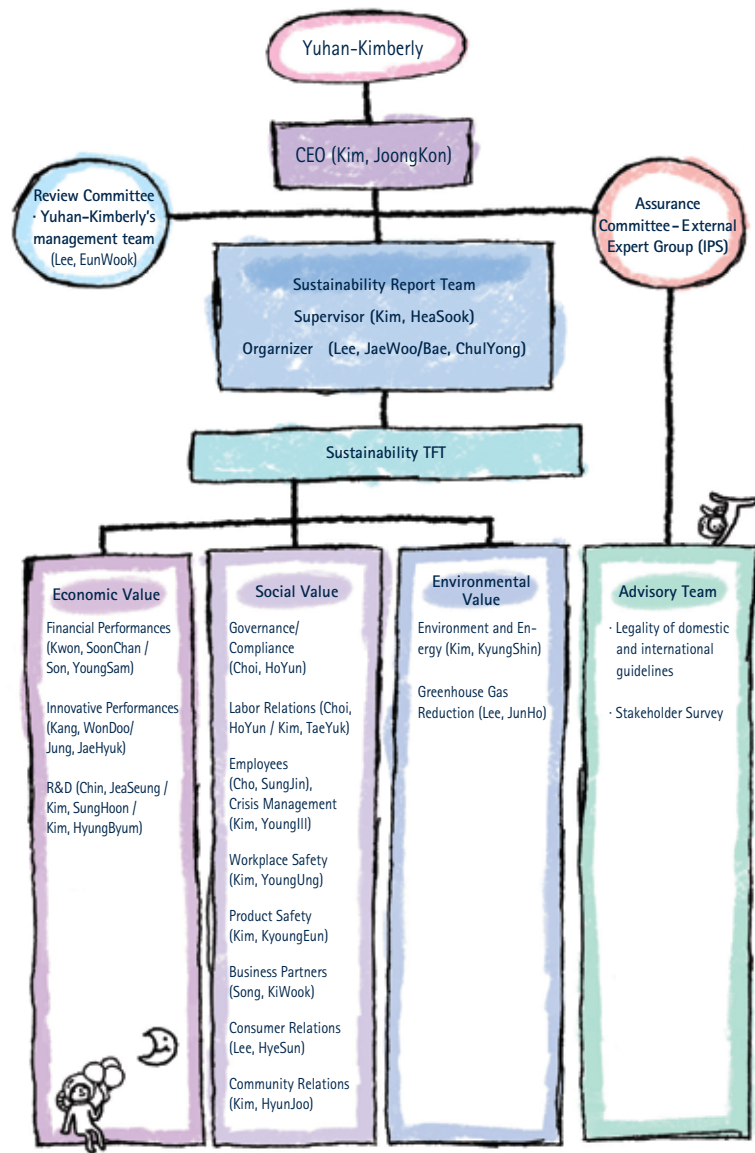 Yuhan-Kimberly
CEO (Kim, JoongKon)
Review Committee
· Yuhan-Kimberly's
management team
(Lee, EunWook)
Assurance
Committee-External
Expert Group (IPS)
Sustainability Report Team
Supervisor (Kim, HeaSook)
Orgarnizer (Lee, JaeWoo/Bae, ChulYong)
Sustainability TFT
Economic Value
Financial Performances
(Kwon, SoonChan /
Son, YoungSam)
Innovative Performances
(Kang, WonDoo/
Jung, JaeHyuk)
R&D (Chin, JeaSeung /
Kim, SungHoon /
Kim, HyungByum)
Social Value
Governance/
Compliance
(Choi, HoYun)
Labor Relations (Choi,
HoYun / Kim, TaeYuk)
Employees
(Cho, SungJin),
Crisis Management
(Kim, YoungIll)
Workplace Safety
(Kim, YoungUng)
Product Safety
(Kim, KyoungEun)
Business Partners
(Song, KiWook)
Consumer Relations
(Lee, HyeSun)
Community Relations
(Kim, HyunJoo)
Environmental
Value
Environment and En-
ergy (Kim, KyungShin)
Greenhouse Gas
Reduction (Lee, JunHo)
Advisory Team
· Legality of domestic
and international
guidelines
· Stakeholder Survey